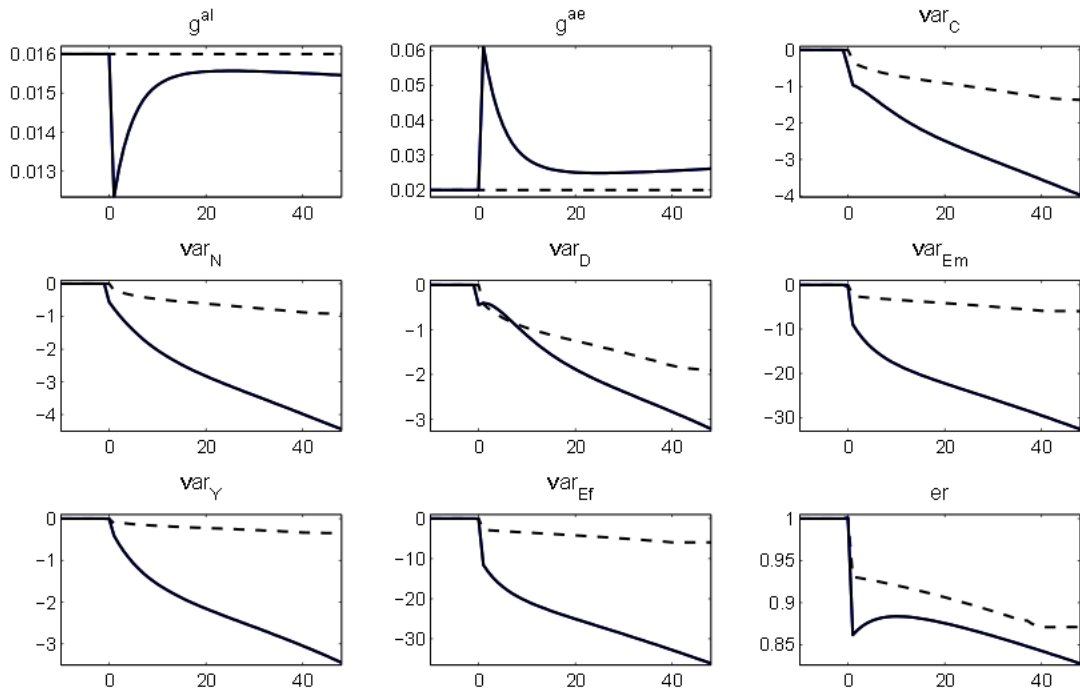 g^al g^ae var_C
0.016 0.015 0.014 0.013 0 20 40
0.06 0.05 0.04 0.03 0.02 0 20 40
0 −1 −2 −3 −4 0 20 40
var_N var_D var_Em
0 −1 −2 −3 −4 0 20 40
0 −1 −2 −3 0 20 40
0 −10 −20 −30 0 20 40
var_Y var_Ef er
0 −1 −2 −3 0 20 40
0 −10 −20 −30 0 20 40
1 0.95 0.9 0.85 0 20 40